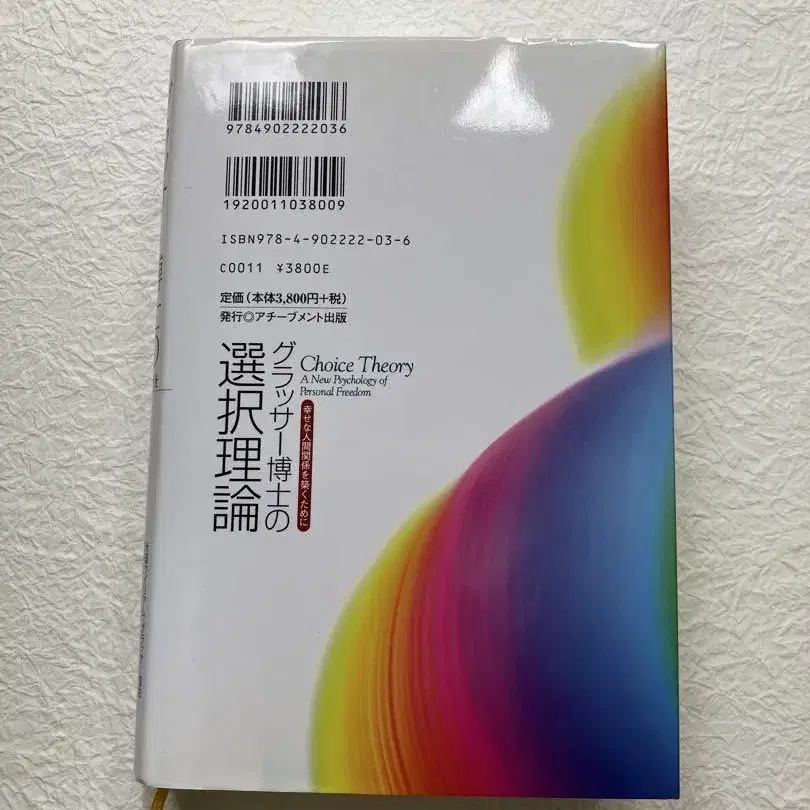 9784902222036
1920011038009
ISBN978-4-902222-03-6
C0011 ¥3800E
定価(本体3,800円+税)
発行◎アチーブメント出版
Choice Theory
A New Psychology of
Personal Freedom
幸せな人間関係を築くために
グラッサー博士の
選択理論